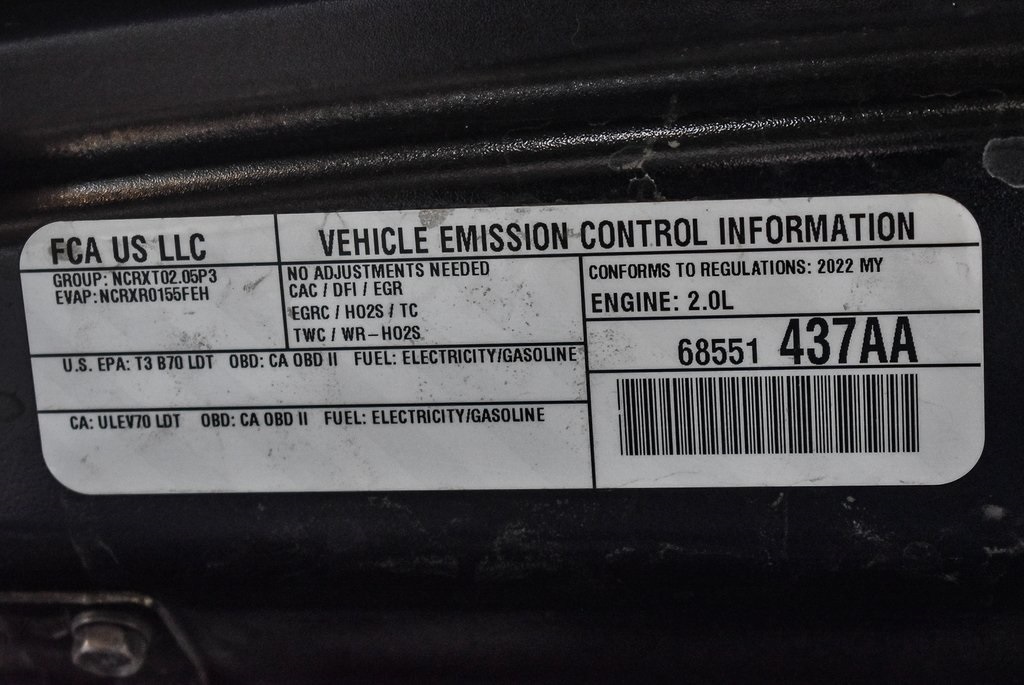 FCA US LLC
VEHICLE EMISSION CONTROL INFORMATION
GROUP: NCRXT02.05P3
EVAP: NCRXR0155FEH
NO ADJUSTMENTS NEEDED
CAC / DFI / EGR
EGRC / HO2S / TC
TWC / WR-HO2S
CONFORMS TO REGULATIONS: 2022 MY
ENGINE: 2.0L
68551 437AA
U.S. EPA: T3 B70 LDT OBD: CA OBD II FUEL: ELECTRICITY/GASOLINE
CA: ULEV70 LDT OBD: CA OBD II FUEL: ELECTRICITY/GASOLINE